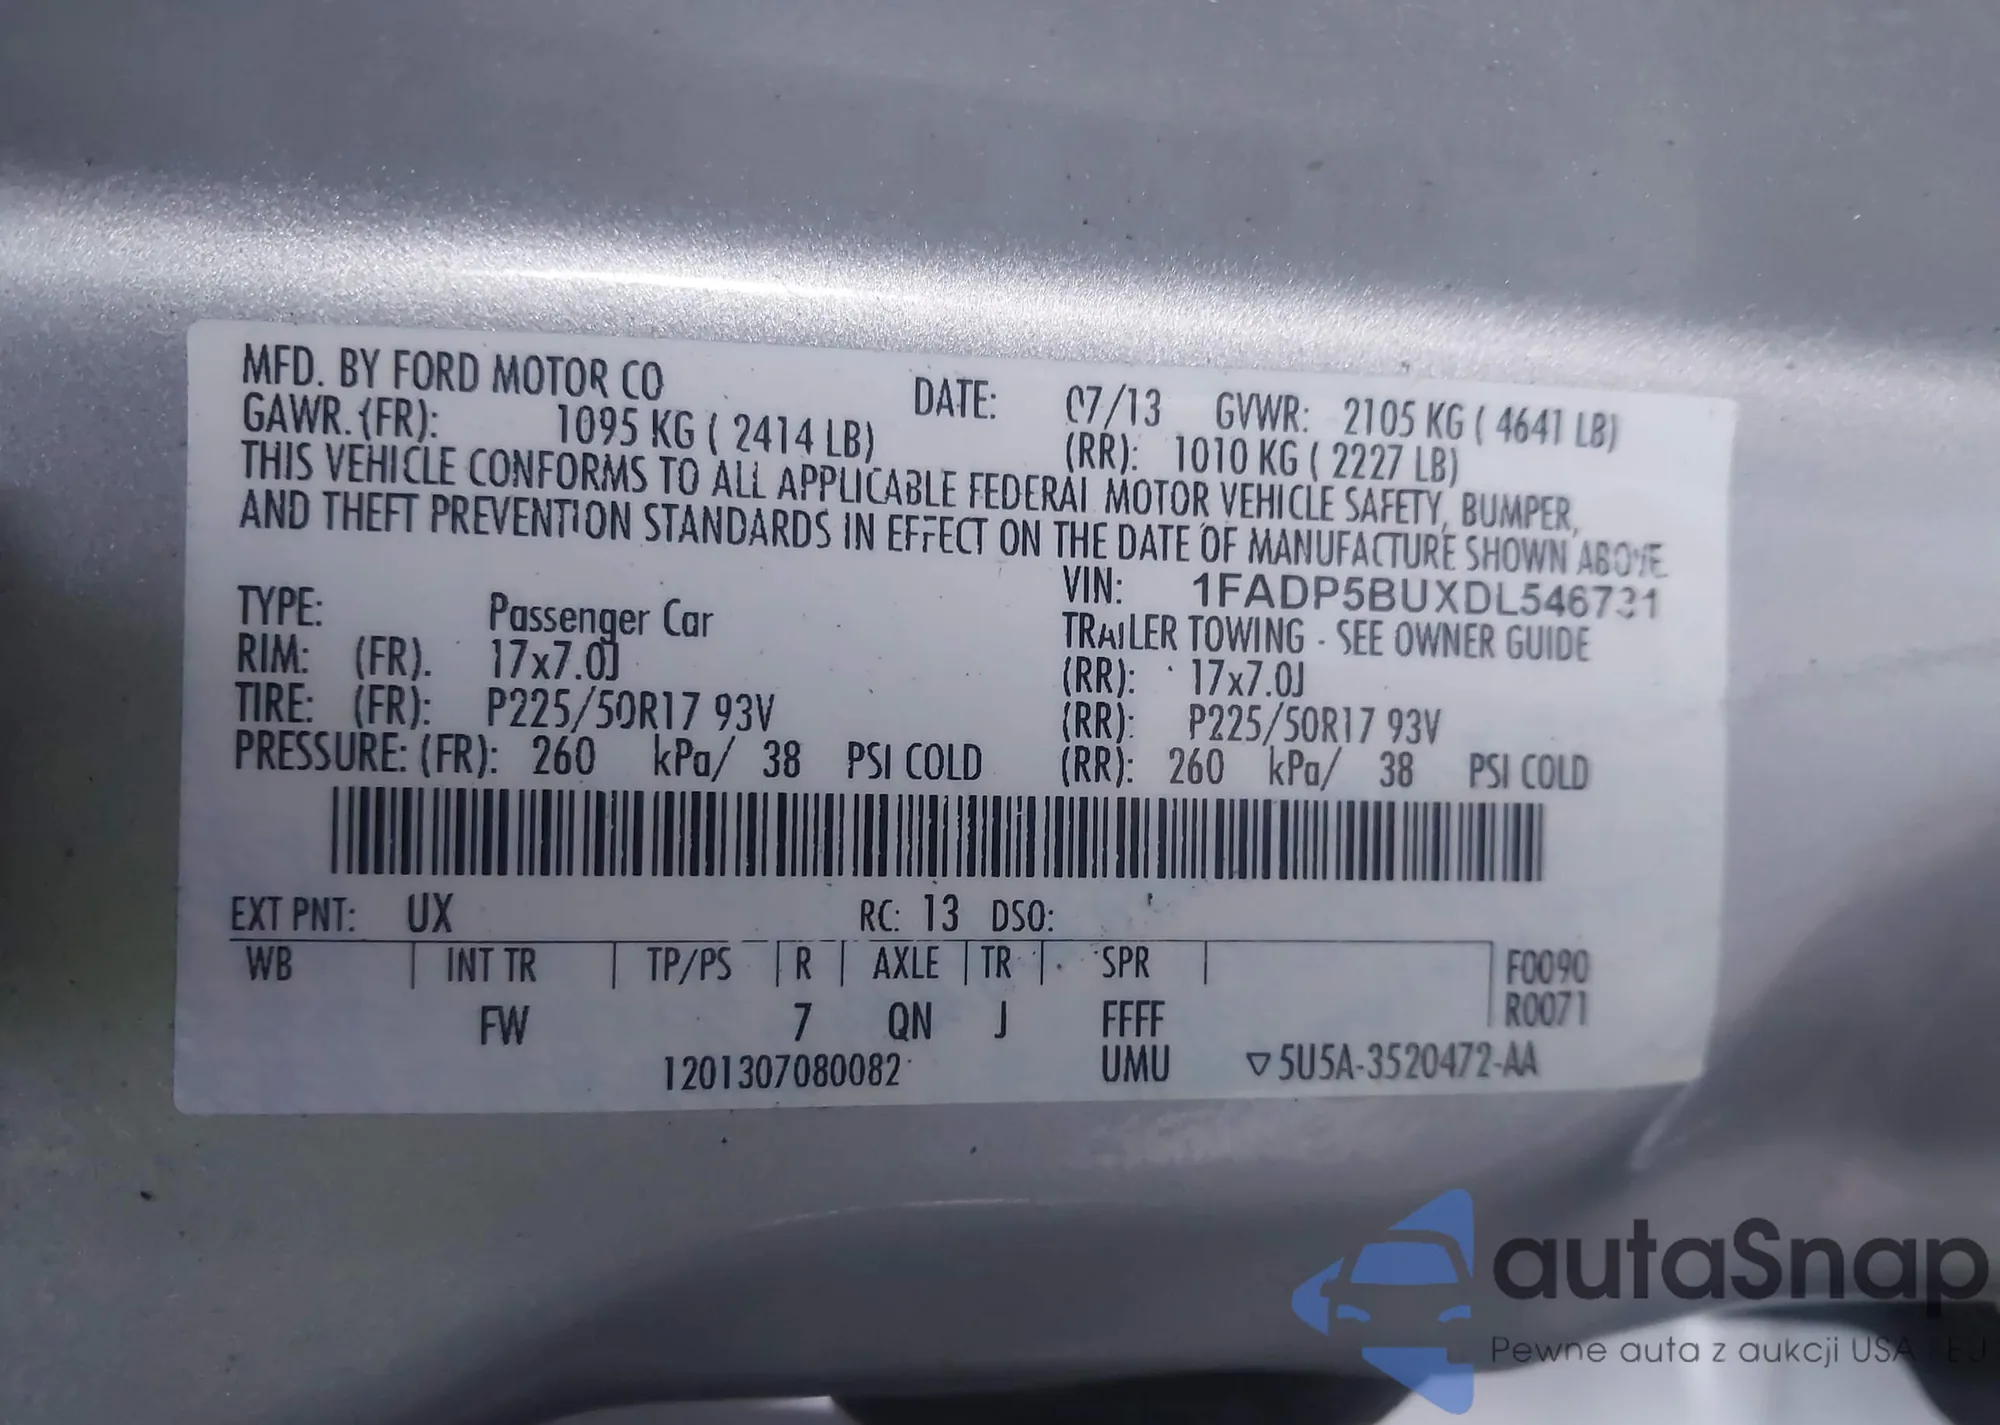 MFD. BY FORD MOTOR CO DATE: 07/13 GVWR: 2105 KG ( 4641 LB)
GAWR. (FR): 1095 KG ( 2414 LB) (RR): 1010 KG ( 2227 LB)
THIS VEHICLE CONFORMS TO ALL APPLICABLE FEDERAL MOTOR VEHICLE SAFETY, BUMPER,
AND THEFT PREVENTION STANDARDS IN EFFECT ON THE DATE OF MANUFACTURE SHOWN ABOVE.
VIN: 1FADP5BUXDL546731
TYPE: Passenger Car TRAILER TOWING - SEE OWNER GUIDE
RIM: (FR). 17x7.0J (RR): 17x7.0J
TIRE: (FR): P225/50R17 93V (RR): P225/50R17 93V
PRESSURE: (FR): 260 kPa/ 38 PSI COLD (RR): 260 kPa/ 38 PSI COLD
EXT PNT: UX RC: 13 DSO:
WB | INT TR | TP/PS | R | AXLE | TR | SPR | F0090
R0071
FW 7 QN J FFFF
1201307080082 UMU ▽5U5A-3520472-AA
autaSnap
Pewne auta z aukcji USA i EU